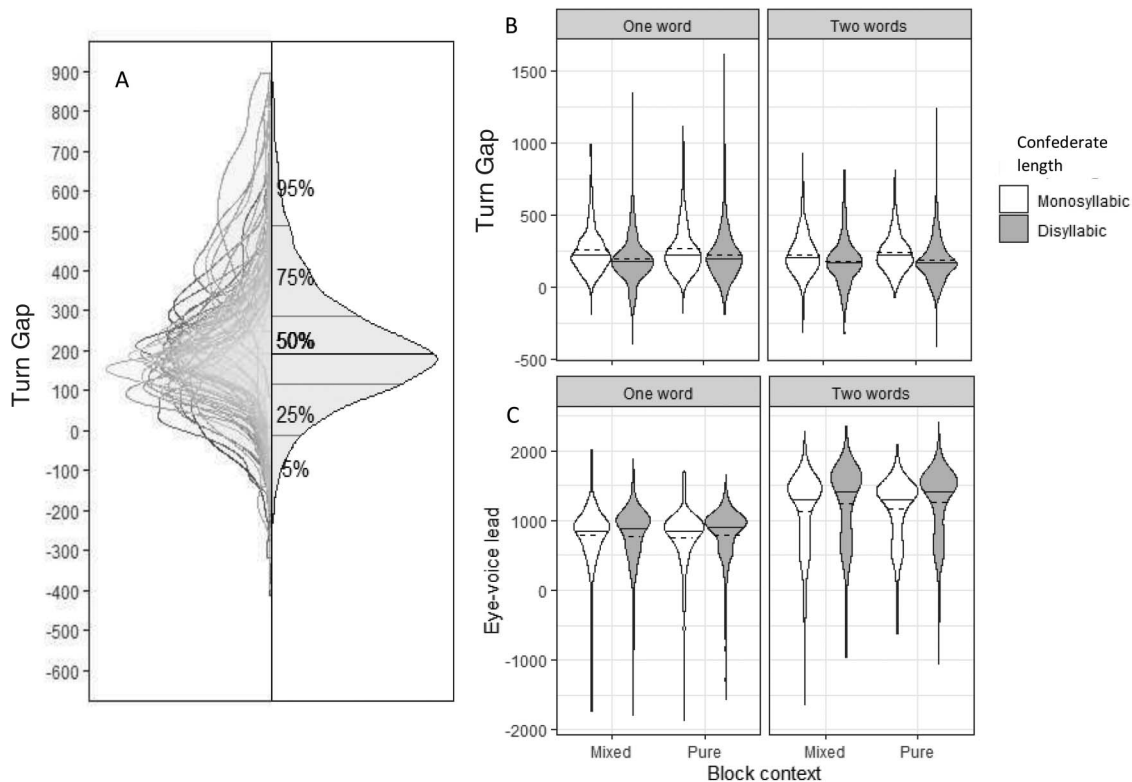 A
Turn Gap
900
800
700
600
500
400
300
200
100
0
-100
-200
-300
-400
-500
-600
95%
75%
50%
25%
5%
B
One word
Two words
Turn Gap
1500
1000
500
0
-500
Confederate
length
Monosyllabic
Disyllabic
C
One word
Two words
Eye-voice lead
2000
1000
0
-1000
-2000
Mixed
Pure
Mixed
Pure
Block context